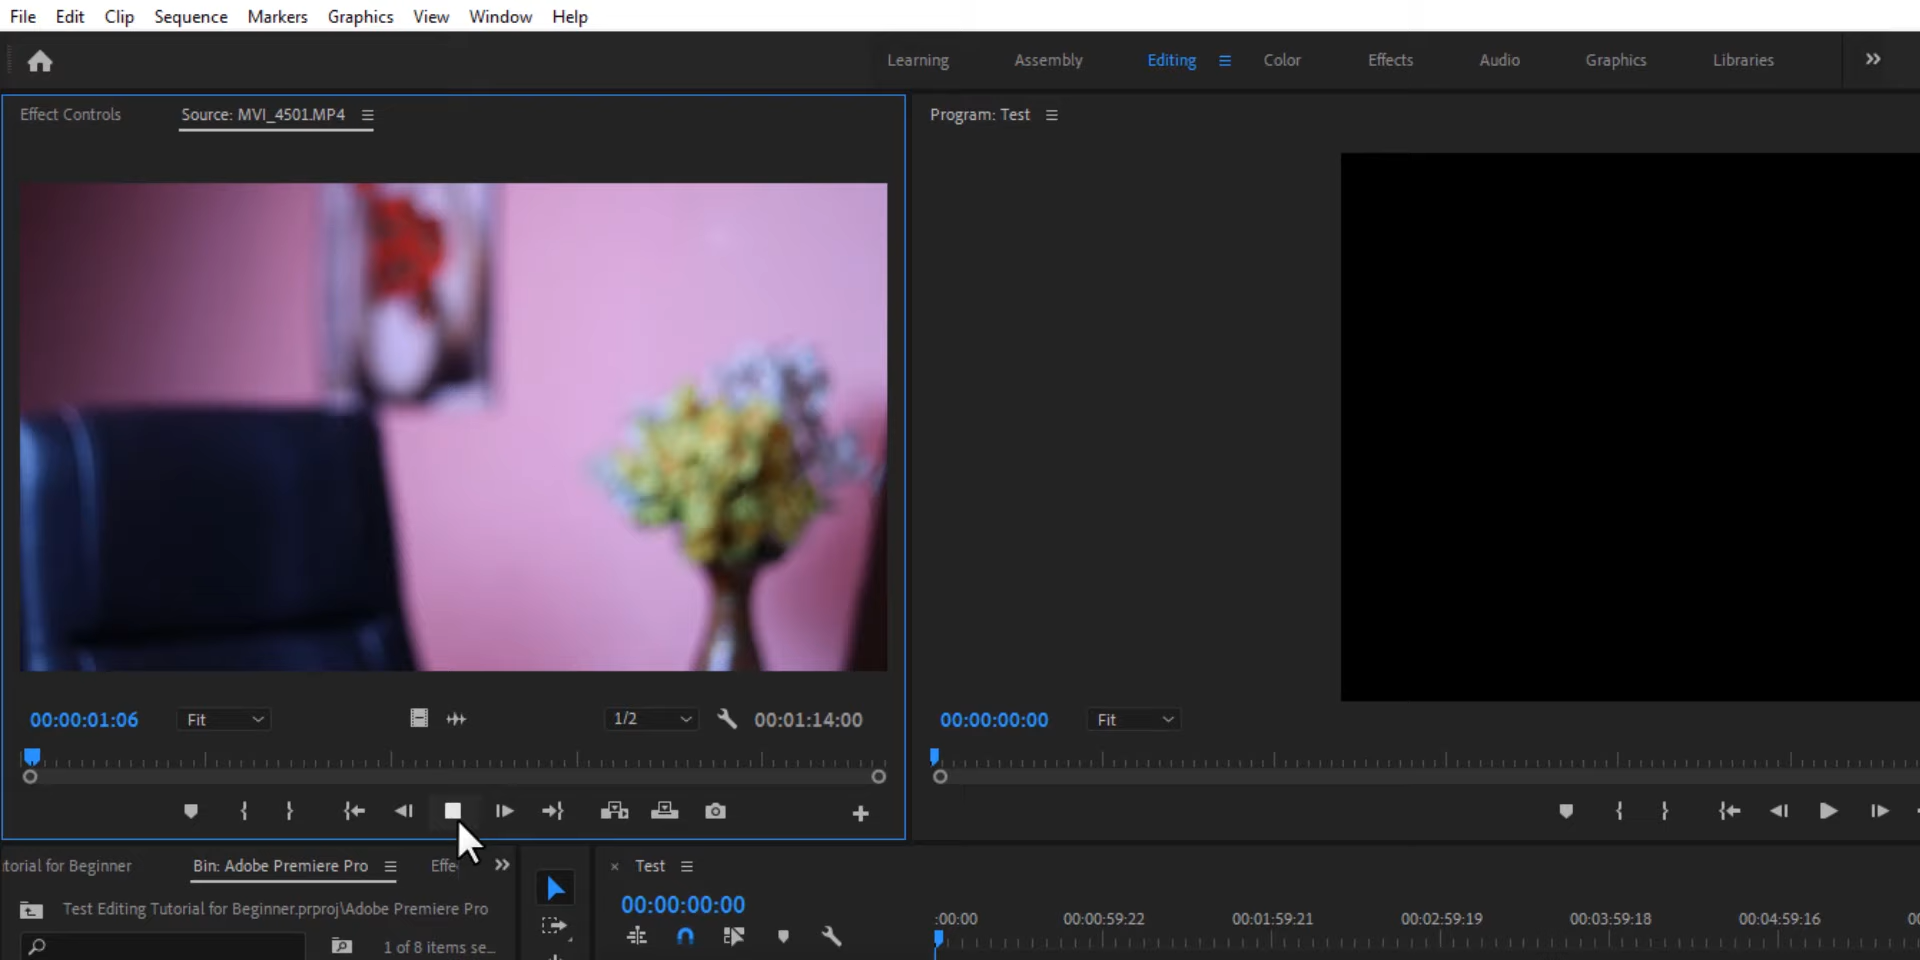 File Edit Clip Sequence Markers Graphics View Window Help
Learning Assembly Editing Color Effects Audio Graphics Libraries
Effect Controls Source: MVI_4501.MP4 Program: Test
00:00:01:06 Fit 1/2 00:01:14:00 00:00:00:00 Fit
torial for Beginner Bin: Adobe Premiere Pro Effe × Test
00:00:00:00
Test Editing Tutorial for Beginner.prproj\Adobe Premiere Pro :00:00 00:00:59:22 00:01:59:21 00:02:59:19 00:03:59:18 00:04:59:16
1 of 8 items se...